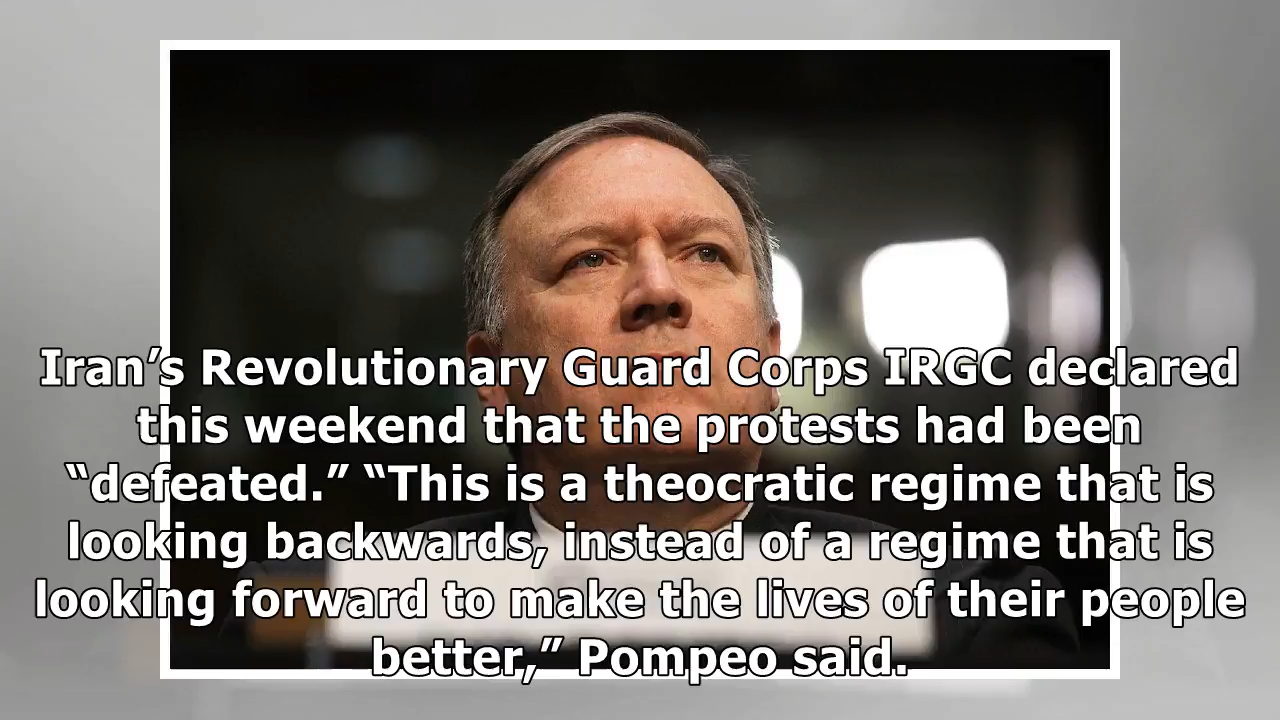 Iran’s Revolutionary Guard Corps IRGC declared
this weekend that the protests had been
“defeated.” “This is a theocratic regime that is
looking backwards, instead of a regime that is
looking forward to make the lives of their people
better,” Pompeo said.